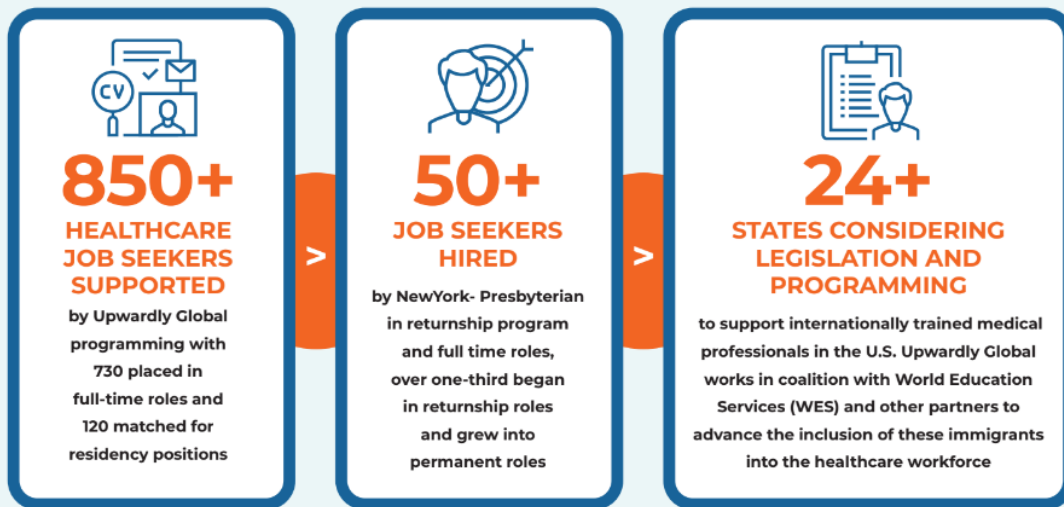 CV
850+
HEALTHCARE
JOB SEEKERS
SUPPORTED
by Upwardly Global
programming with
730 placed in
full-time roles and
120 matched for
residency positions
>
50+
JOB SEEKERS
HIRED
by NewYork- Presbyterian
in returnship program
and full time roles,
over one-third began
in returnship roles
and grew into
permanent roles
>
24+
STATES CONSIDERING
LEGISLATION AND
PROGRAMMING
to support internationally trained medical
professionals in the U.S. Upwardly Global
works in coalition with World Education
Services (WES) and other partners to
advance the inclusion of these immigrants
into the healthcare workforce